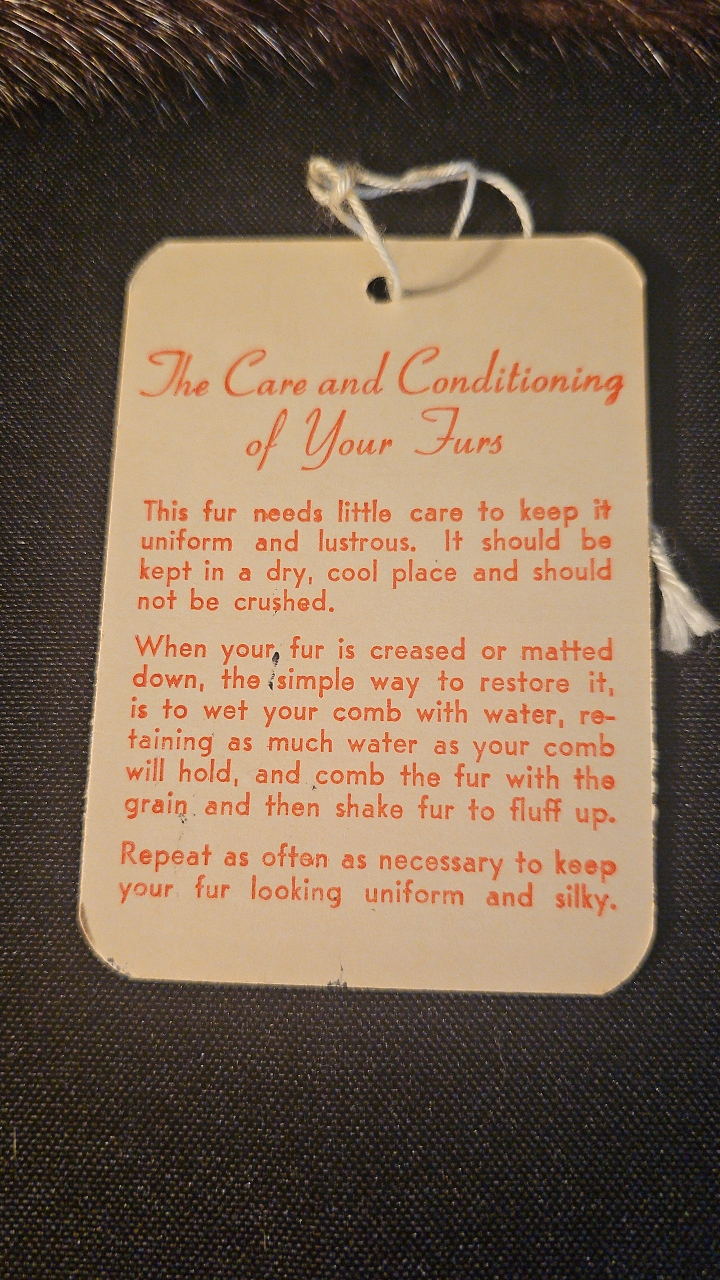 The Care and Conditioning
of Your Furs
This fur needs little care to keep it
uniform and lustrous. It should be
kept in a dry, cool place and should
not be crushed.
When your fur is creased or matted
down, the simple way to restore it,
is to wet your comb with water, re-
taining as much water as your comb
will hold, and comb the fur with the
grain and then shake fur to fluff up.
Repeat as often as necessary to keep
your fur looking uniform and silky.